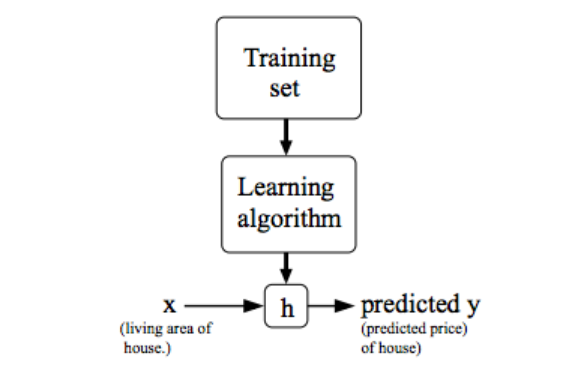 Training
set
Learning
algorithm
x
h
predicted y
(living area of
house.)
(predicted price)
of house)